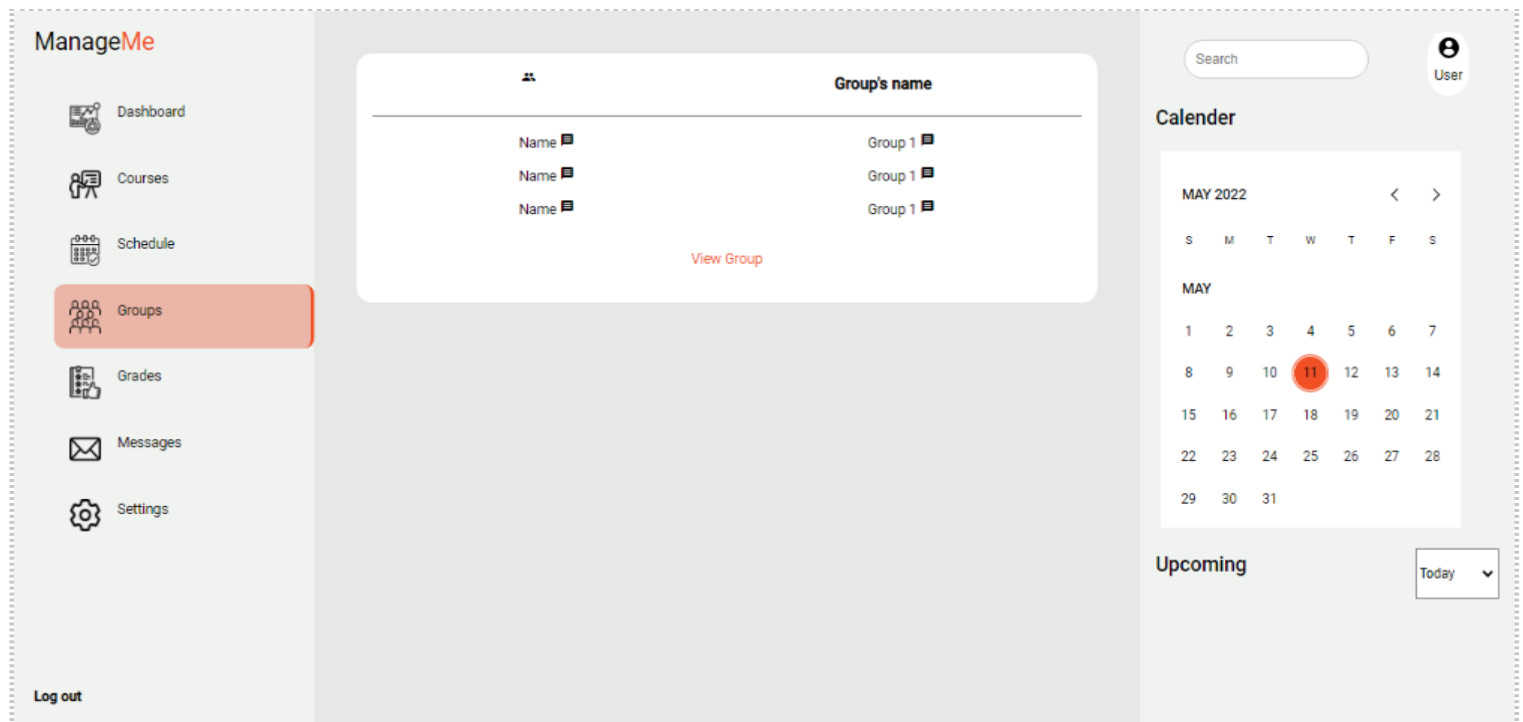 ManageMe
Dashboard
Courses
Schedule
Groups
Grades
Messages
Settings
Log out
Group's name
Name Group 1
Name Group 1
Name Group 1
View Group
Search
User
Calender
MAY 2022
S M T W T F S
MAY
1 2 3 4 5 6 7
8 9 10 11 12 13 14
15 16 17 18 19 20 21
22 23 24 25 26 27 28
29 30 31
Upcoming
Today